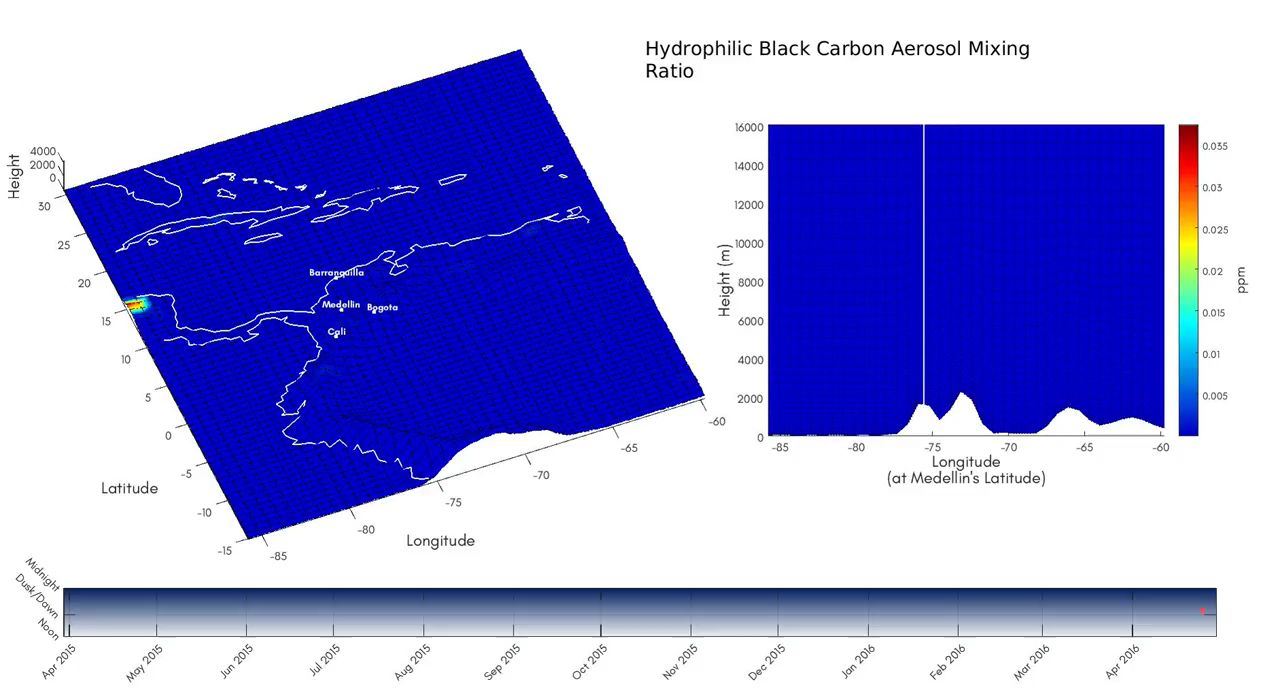 Hydrophilic Black Carbon Aerosol Mixing
Ratio
Height
4000
2000
0
30
25
20
15
10
5
0
-5
-10
-15
Latitude
Barranquilla
Medellin
Bogota
Cali
-85
-80
-75
-70
-65
-60
Longitude
Height (m)
16000
14000
12000
10000
8000
6000
4000
2000
0
-85
-80
-75
-70
-65
-60
Longitude
(at Medellin's Latitude)
0.035
0.03
0.025
0.02
0.015
0.01
0.005
ppm
Midnight
Dusk/Dawn
Noon
Apr 2015
May 2015
Jun 2015
Jul 2015
Aug 2015
Sep 2015
Oct 2015
Nov 2015
Dec 2015
Jan 2016
Feb 2016
Mar 2016
Apr 2016